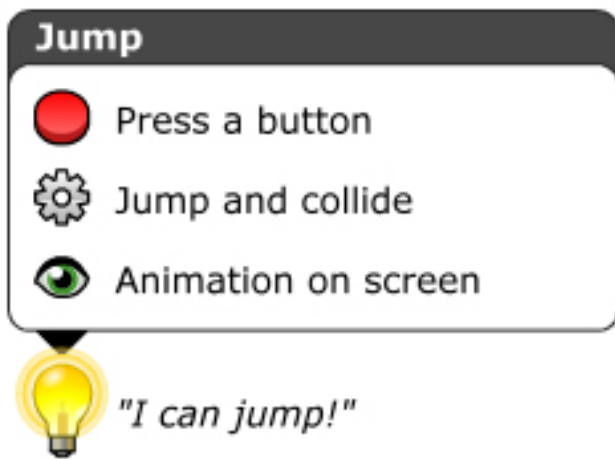 Jump
Press a button
Jump and collide
Animation on screen
"I can jump!"